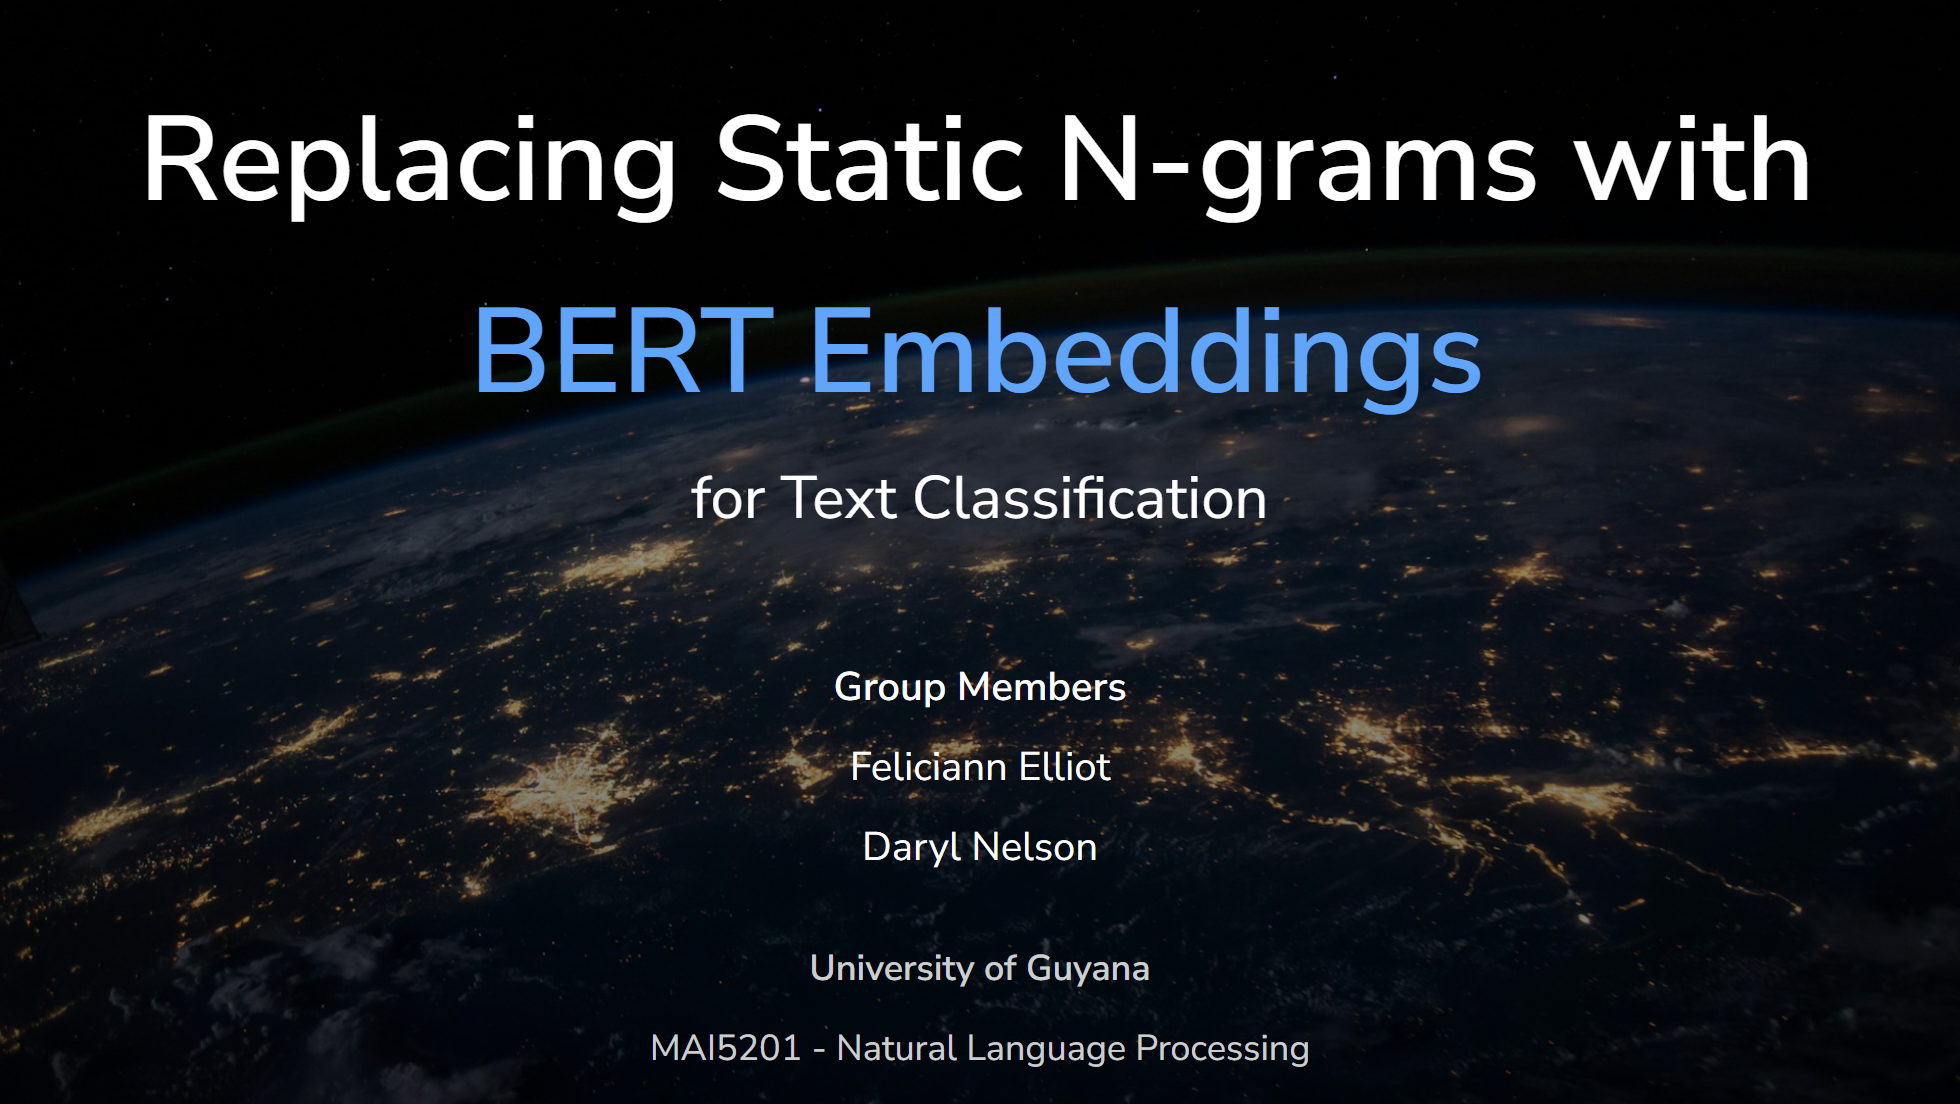 Replacing Static N-grams with
BERT Embeddings
for Text Classification
Group Members
Feliciann Elliot
Daryl Nelson
University of Guyana
MAI5201 - Natural Language Processing